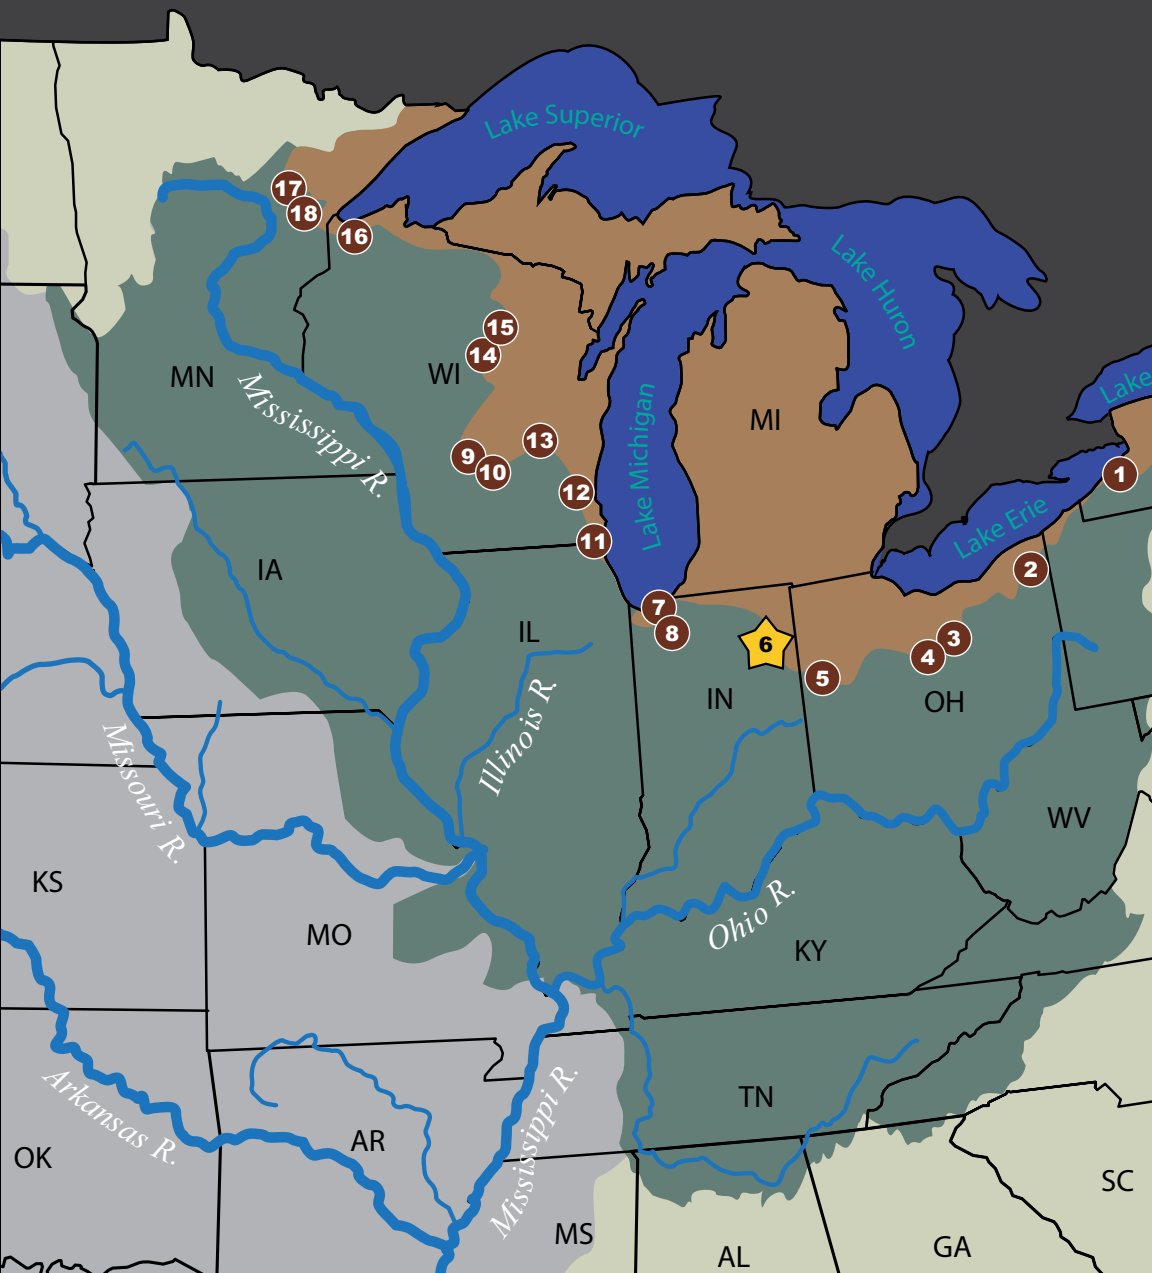 Lake Superior
17
18
16
Lake Huron
15
14
WI
MN
Mississippi R.
Lake Michigan
MI
Lake
9
10
13
12
11
1
Lake Erie
2
IA
7
8
IL
6
3
4
5
IN
OH
Illinois R.
Missouri R.
WV
KS
MO
Ohio R.
KY
Arkansas R.
TN
Mississippi R.
AR
OK
SC
MS
AL
GA